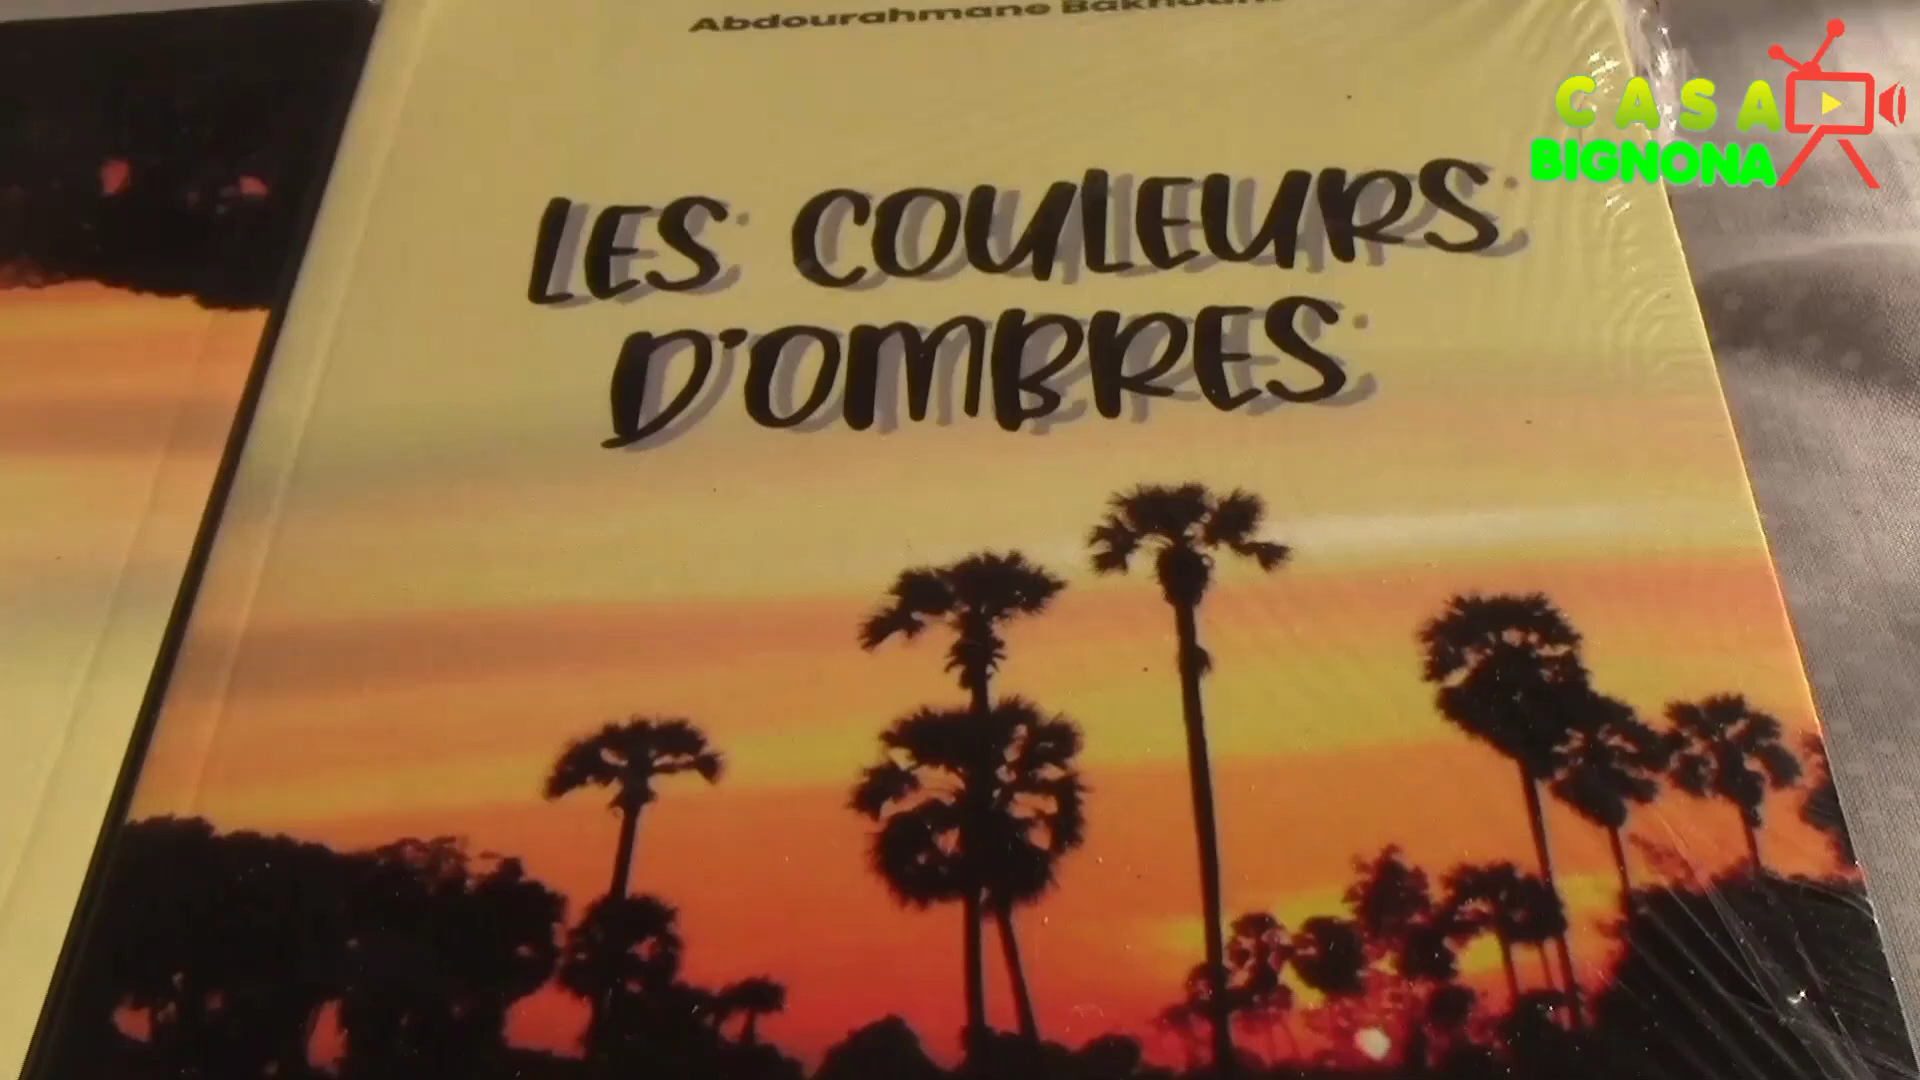 Abdourahmane
LES COULEURS
D'OMBRES
CASA
BIGNONA